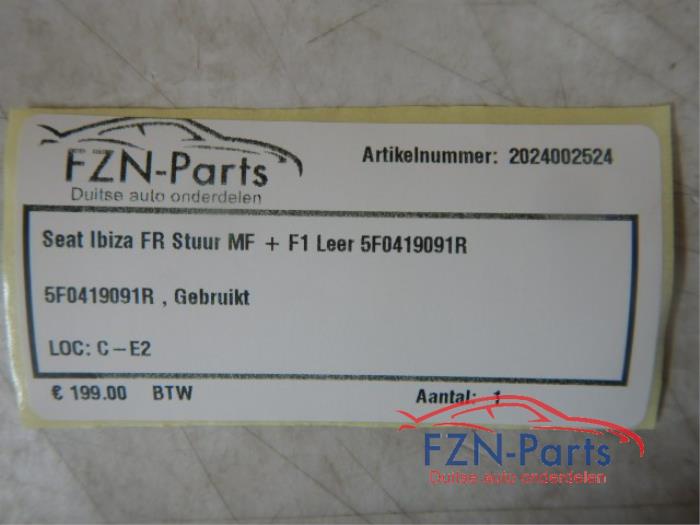 FZN-Parts
Duitse auto onderdelen
Artikelnummer: 2024002524
Seat Ibiza FR Stuur MF + F1 Leer 5F0419091R
5F0419091R , Gebruikt
LOC: C-E2
€ 199.00 BTW
Aantal: 1
FZN-Parts
Duitse auto onderdelen